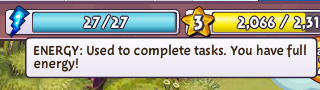 27/27
3
2,066 / 2,31
ENERGY: Used to complete tasks. You have full
energy!